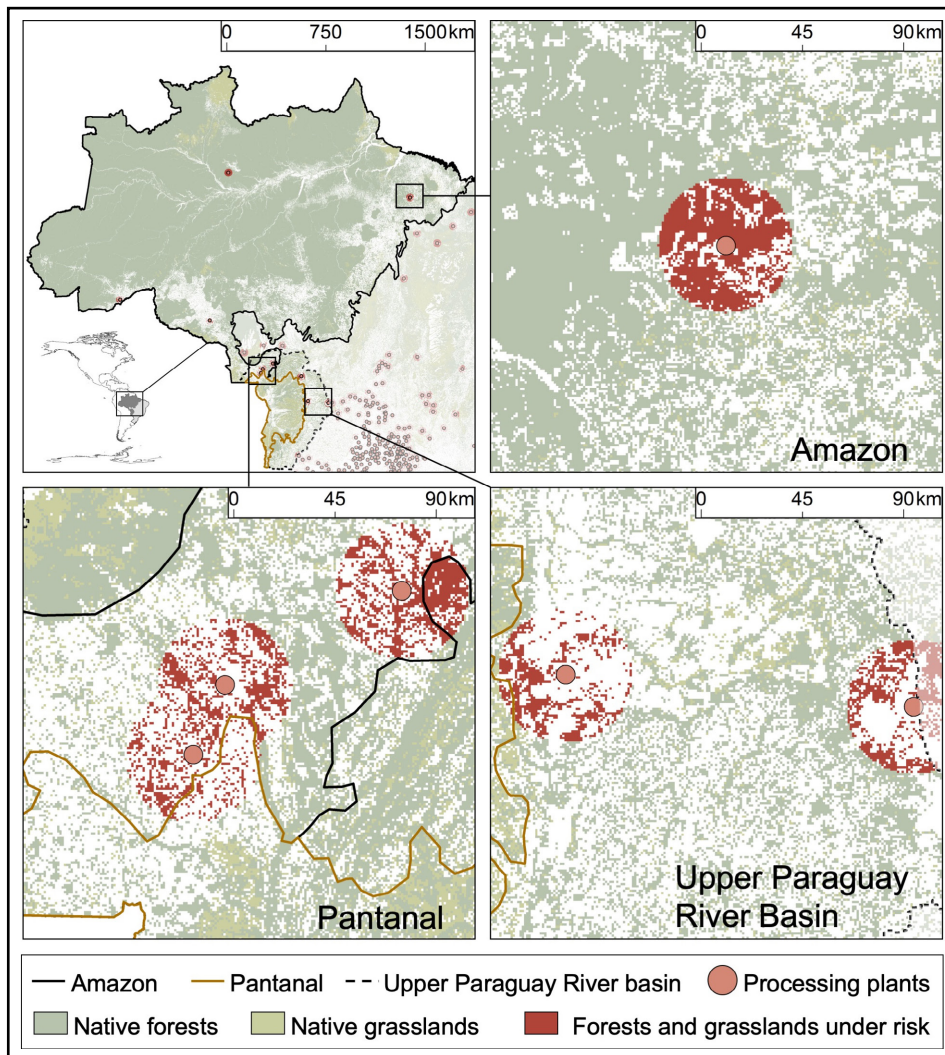 0 750 1500km
0 45 90km
Amazon
0 45 90km
Pantanal
0 45 90km
Upper Paraguay
River Basin
Amazon Pantanal Upper Paraguay River basin Processing plants
Native forests Native grasslands Forests and grasslands under risk